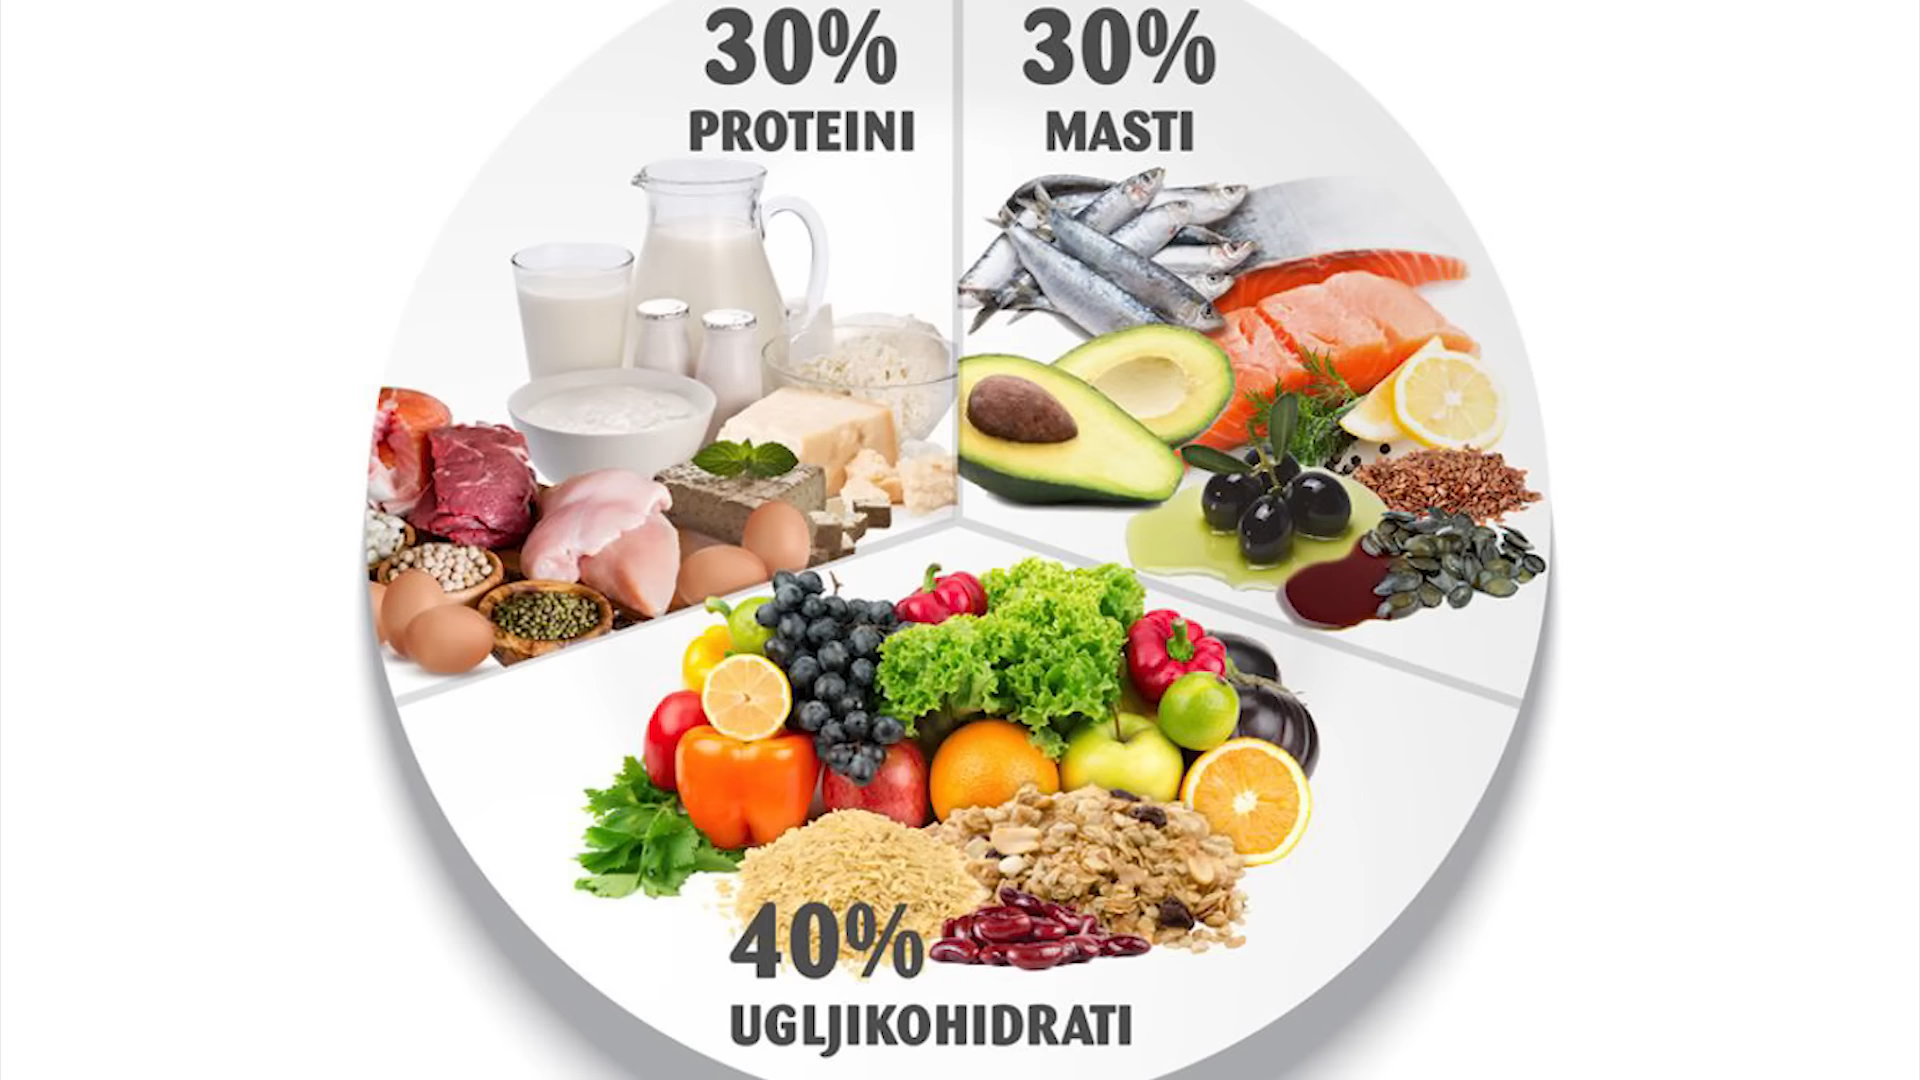 30%
PROTEINI
30%
MASTI
40%
UGLJIKOHIDRATI